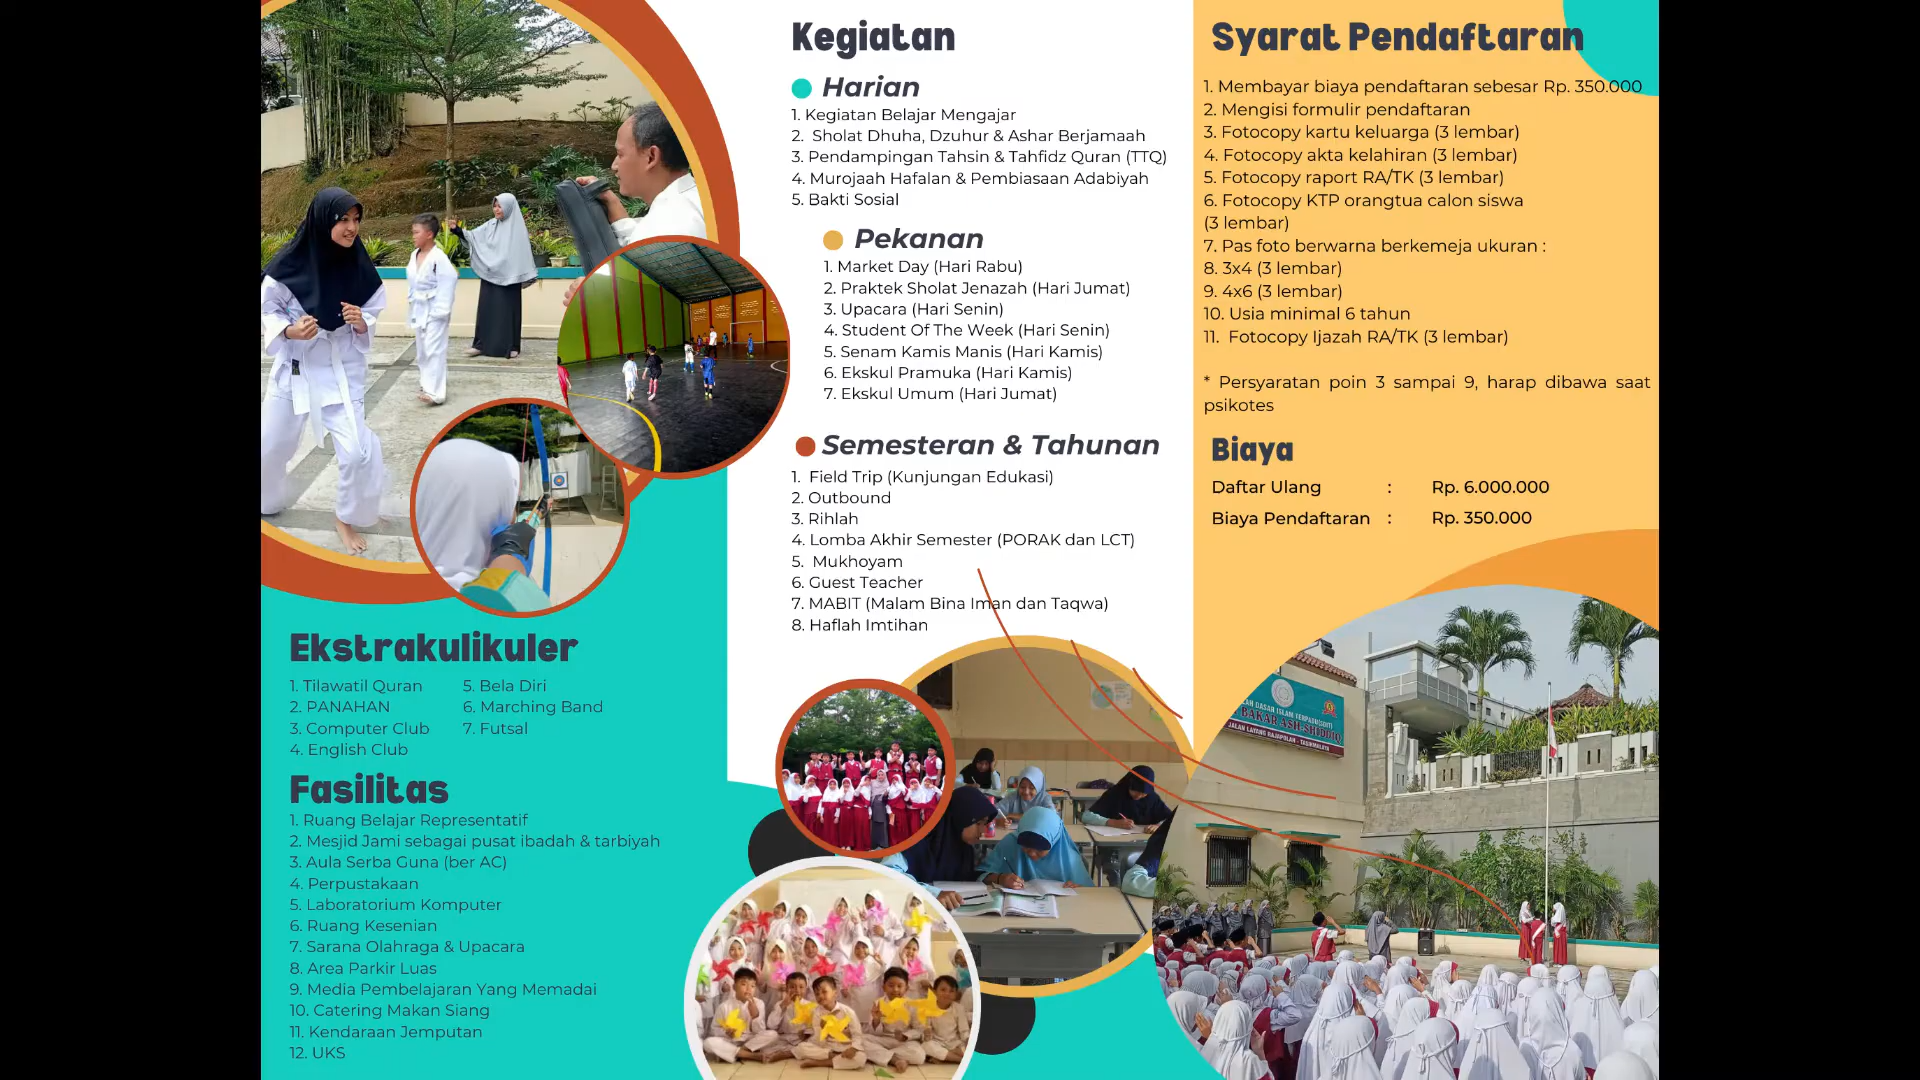 Ekstrakulikuler
1. Tilawatil Quran
2. PANAHAN
3. Computer Club
4. English Club
5. Bela Diri
6. Marching Band
7. Futsal
Fasilitas
1. Ruang Belajar Representatif
2. Mesjid Jami sebagai pusat ibadah & tarbiyah
3. Aula Serba Guna (ber AC)
4. Perpustakaan
5. Laboratorium Komputer
6. Ruang Kesenian
7. Sarana Olahraga & Upacara
8. Area Parkir Luas
9. Media Pembelajaran Yang Memadai
10. Catering Makan Siang
11. Kendaraan Jemputan
12. UKS
Kegiatan
Harian
1. Kegiatan Belajar Mengajar
2. Sholat Dhuha, Dzuhur & Ashar Berjamaah
3. Pendampingan Tahsin & Tahfidz Quran (TTQ)
4. Murojaah Hafalan & Pembiasaan Adabiyah
5. Bakti Sosial
Pekanan
1. Market Day (Hari Rabu)
2. Praktek Sholat Jenazah (Hari Jumat)
3. Upacara (Hari Senin)
4. Student Of The Week (Hari Senin)
5. Senam Kamis Manis (Hari Kamis)
6. Ekskul Pramuka (Hari Kamis)
7. Ekskul Umum (Hari Jumat)
Semesteran & Tahunan
1. Field Trip (Kunjungan Edukasi)
2. Outbound
3. Rihlah
4. Lomba Akhir Semester (PORAK dan LCT)
5. Mukhoyam
6. Guest Teacher
7. MABIT (Malam Bina Iman dan Taqwa)
8. Haflah Imtihan
Syarat Pendaftaran
1. Membayar biaya pendaftaran sebesar Rp. 350.000
2. Mengisi formulir pendaftaran
3. Fotocopy kartu keluarga (3 lembar)
4. Fotocopy akta kelahiran (3 lembar)
5. Fotocopy raport RA/TK (3 lembar)
6. Fotocopy KTP orangtua calon siswa
(3 lembar)
7. Pas foto berwarna berkemeja ukuran :
8. 3x4 (3 lembar)
9. 4x6 (3 lembar)
10. Usia minimal 6 tahun
11. Fotocopy Ijazah RA/TK (3 lembar)
* Persyaratan poin 3 sampai 9, harap dibawa saat
psikotes
Biaya
Daftar Ulang : Rp. 6.000.000
Biaya Pendaftaran : Rp. 350.000
DASAR ISLAM TERPADU
BAKAR ASH-SHIDDIQ
JALAN LAYANG RAJAPOLAH - TASIKMALAYA